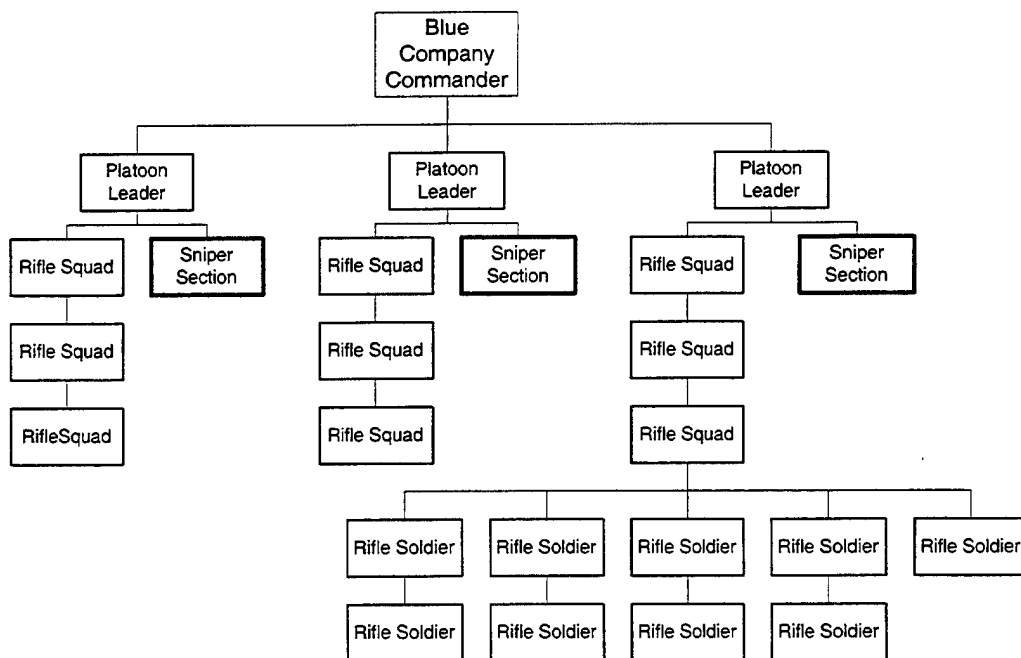 Blue
Company
Commander
Platoon
Leader
Platoon
Leader
Platoon
Leader
Rifle Squad
Sniper
Section
Rifle Squad
Sniper
Section
Rifle Squad
Sniper
Section
Rifle Squad
Rifle Squad
Rifle Squad
RifleSquad
Rifle Squad
Rifle Squad
Rifle Soldier
Rifle Soldier
Rifle Soldier
Rifle Soldier
Rifle Soldier
Rifle Soldier
Rifle Soldier
Rifle Soldier
Rifle Soldier